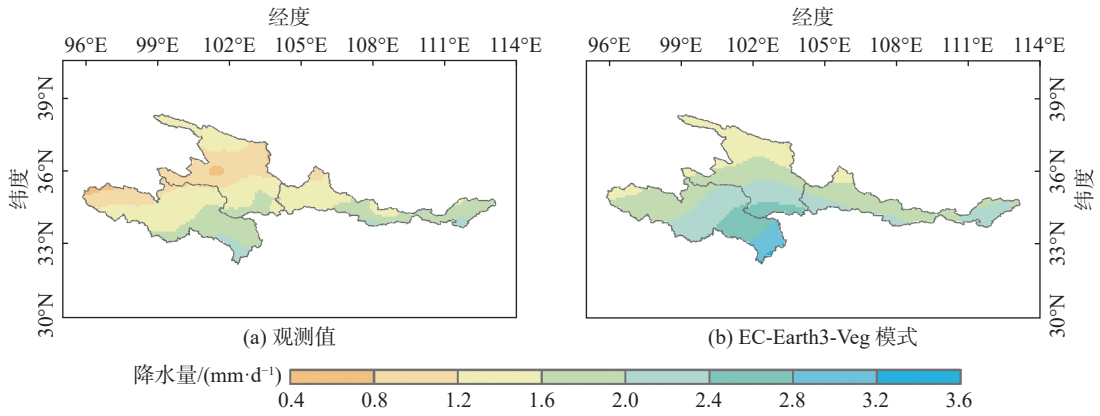 经度
经度
96°E 99°E 102°E 105°E 108°E 111°E 114°E
96°E 99°E 102°E 105°E 108°E 111°E 114°E
纬度
39°N
36°N
33°N
30°N
39°N
36°N
33°N
30°N
纬度
(a) 观测值
(b) EC-Earth3-Veg 模式
降水量/(mm·d⁻¹)
0.4 0.8 1.2 1.6 2.0 2.4 2.8 3.2 3.6